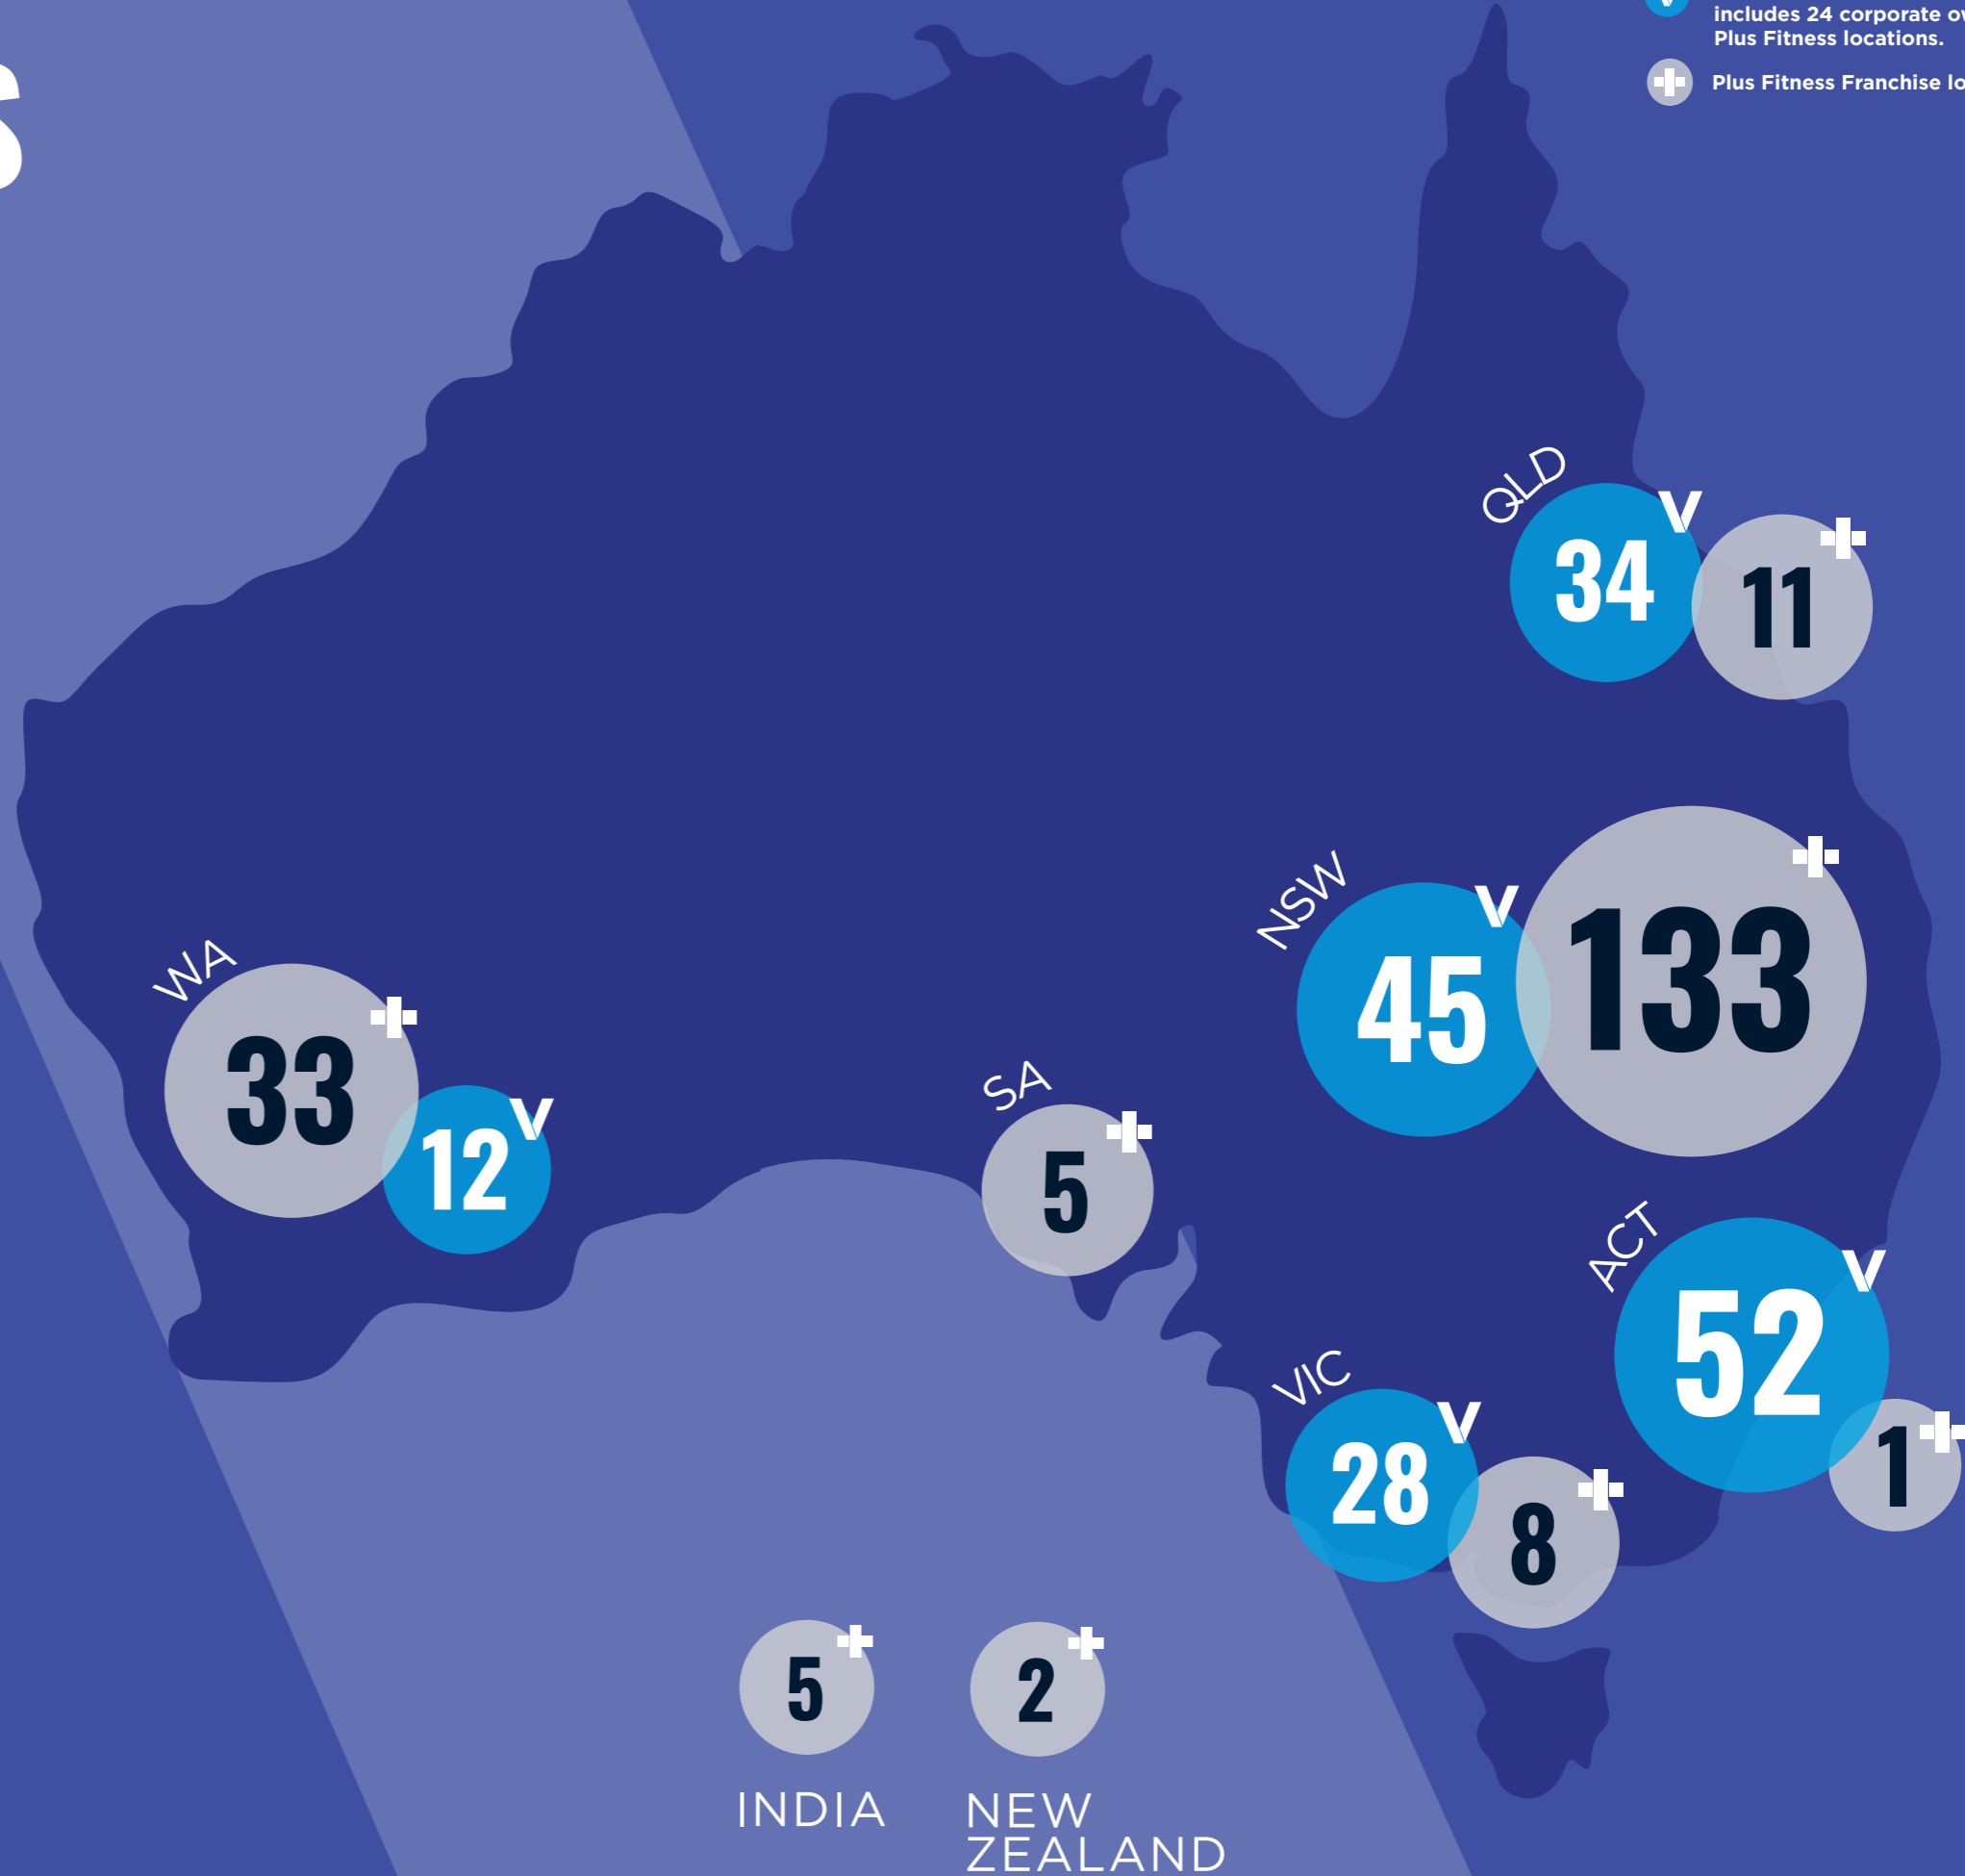 S
includes 24 corporate
Plus Fitness locations.
Plus Fitness Franchise
QLD
34
11
NSW
45
133
WA
33
12
SA
5
ACT
52
1
VIC
28
8
5
2
INDIA
NEW
ZEALAND